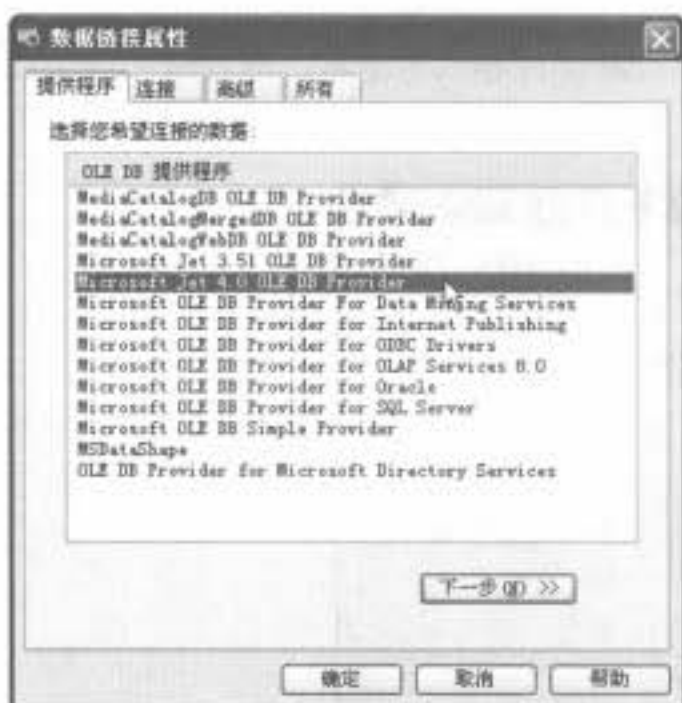 数据链接属性
提供程序 连接 高级 所有
选择您希望连接的数据:
OLE DB 提供程序
MediaCatalogDB OLE DB Provider
MediaCatalogMergedDB OLE DB Provider
MediaCatalogWebDB OLE DB Provider
Microsoft Jet 3.51 OLE DB Provider
Microsoft Jet 4.0 OLE DB Provider
Microsoft OLE DB Provider For Data Mining Services
Microsoft OLE DB Provider for Internet Publishing
Microsoft OLE DB Provider for ODBC Drivers
Microsoft OLE DB Provider for OLAP Services 8.0
Microsoft OLE DB Provider for Oracle
Microsoft OLE DB Provider for SQL Server
Microsoft OLE DB Simple Provider
MSDataShape
OLE DB Provider for Microsoft Directory Services
下一步(N) >>
确定 取消 帮助